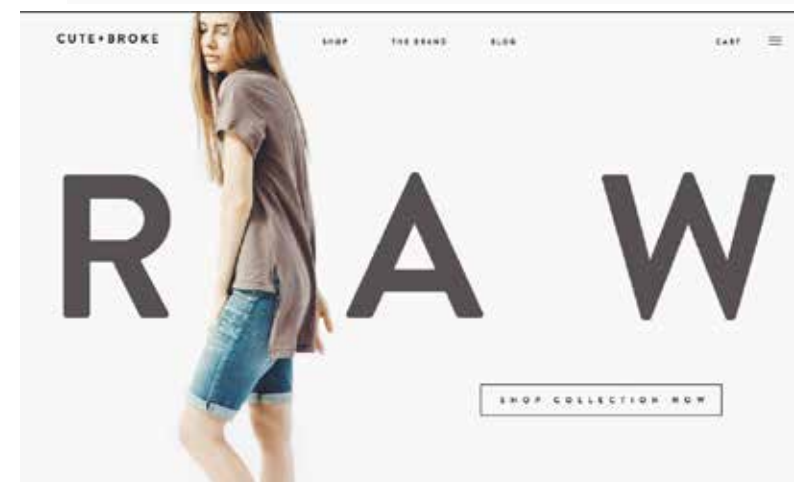 CUTE+BROKE SHOP THE BRAND BLOG CART
RAW
SHOP COLLECTION NOW